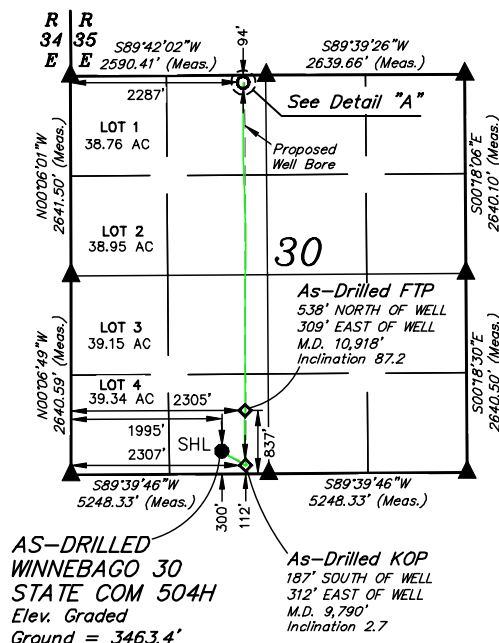 R R
34 35
E E
S89°42'02"W
2590.41' (Meas.)
94'
S89°39'26"W
2639.66' (Meas.)
2287'
See Detail "A"
LOT 1
38.76 AC
Proposed
Well Bore
N00°06'01"W
2641.50' (Meas.)
S00°18'06"E
2640.10' (Meas.)
LOT 2
38.95 AC
30
As-Drilled FTP
538' NORTH OF WELL
309' EAST OF WELL
M.D. 10,918'
Inclination 87.2
LOT 3
39.15 AC
N00°06'49"W
2640.59' (Meas.)
S00°18'30"E
2640.50' (Meas.)
LOT 4
39.34 AC
2305'
1995'
SHL
837'
2307'
S89°39'46"W
5248.33' (Meas.)
300'
112'
S89°39'46"W
5248.33' (Meas.)
AS-DRILLED
WINNEBAGO 30
STATE COM 504H
Elev. Graded
Ground = 3463.4'
As-Drilled KOP
187' SOUTH OF WELL
312' EAST OF WELL
M.D. 9,790'
Inclination 2.7